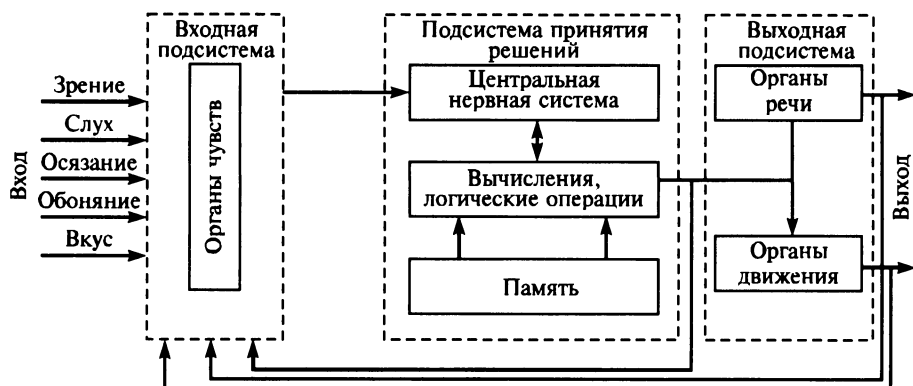 Входная
подсистема
Подсистема принятия
решений
Выходная
подсистема
Вход
Зрение
Слух
Осязание
Обоняние
Вкус
Органы чувств
Центральная
нервная система
Вычисления,
логические операции
Память
Органы
речи
Органы
движения
Выход